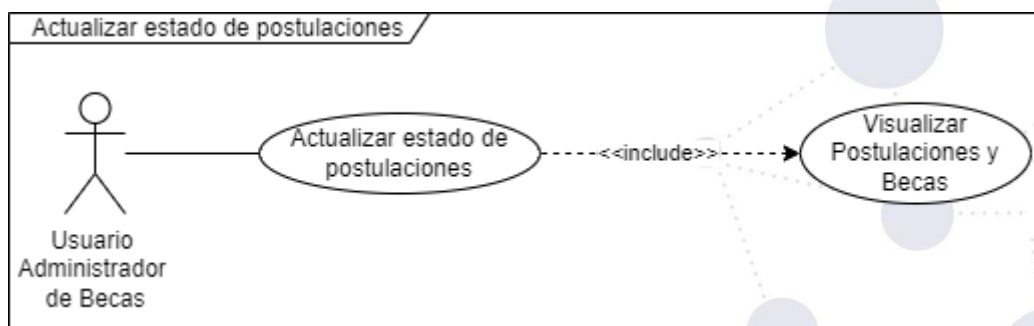 Actualizar estado de postulaciones
Actualizar estado de
postulaciones
<<include>>
Visualizar
Postulaciones y
Becas
Usuario
Administrador
de Becas